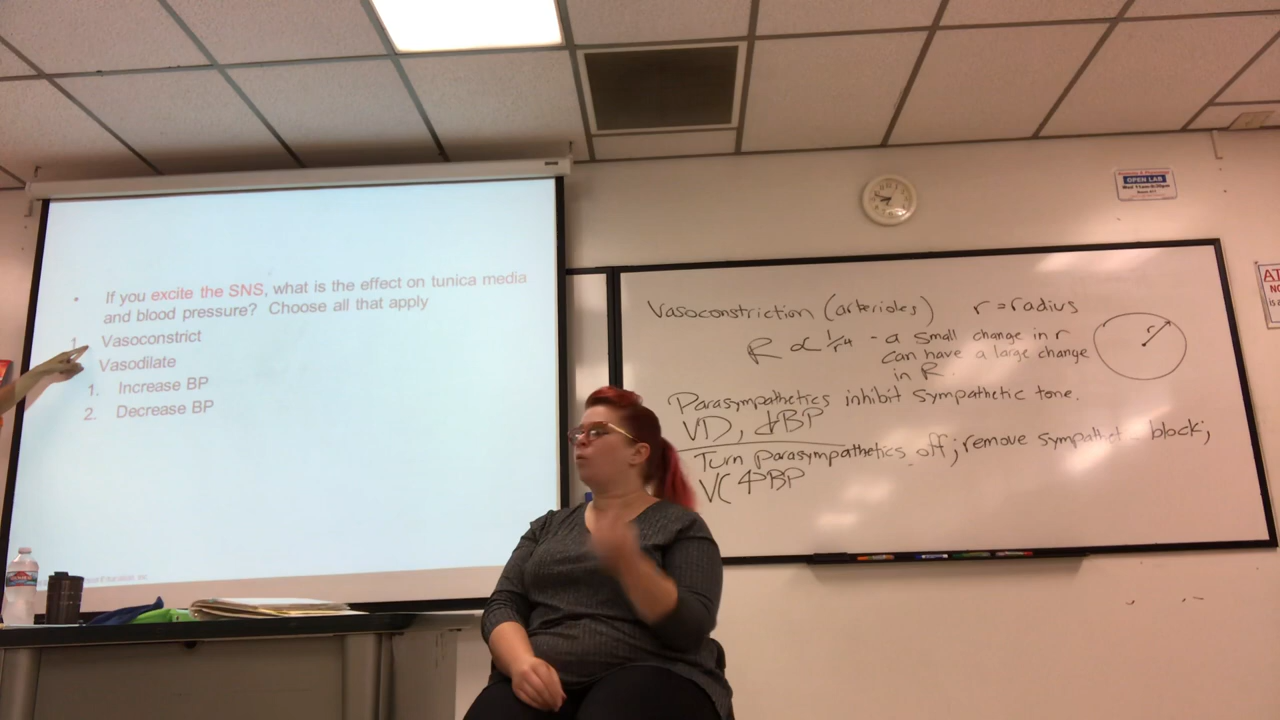 • If you excite the SNS, what is the effect on tunica media
and blood pressure? Choose all that apply
1. Vasoconstrict
Vasodilate
1. Increase BP
2. Decrease BP
Vasoconstriction (arterioles) r = radius
R ∝ 1/r4 - a small change in r
can have a large change
in R.
r
Parasympathetics inhibit sympathetic tone.
VD, ↓BP
Turn parasympathetics off; remove sympathet block;
VC ↑BP
OPEN LAB